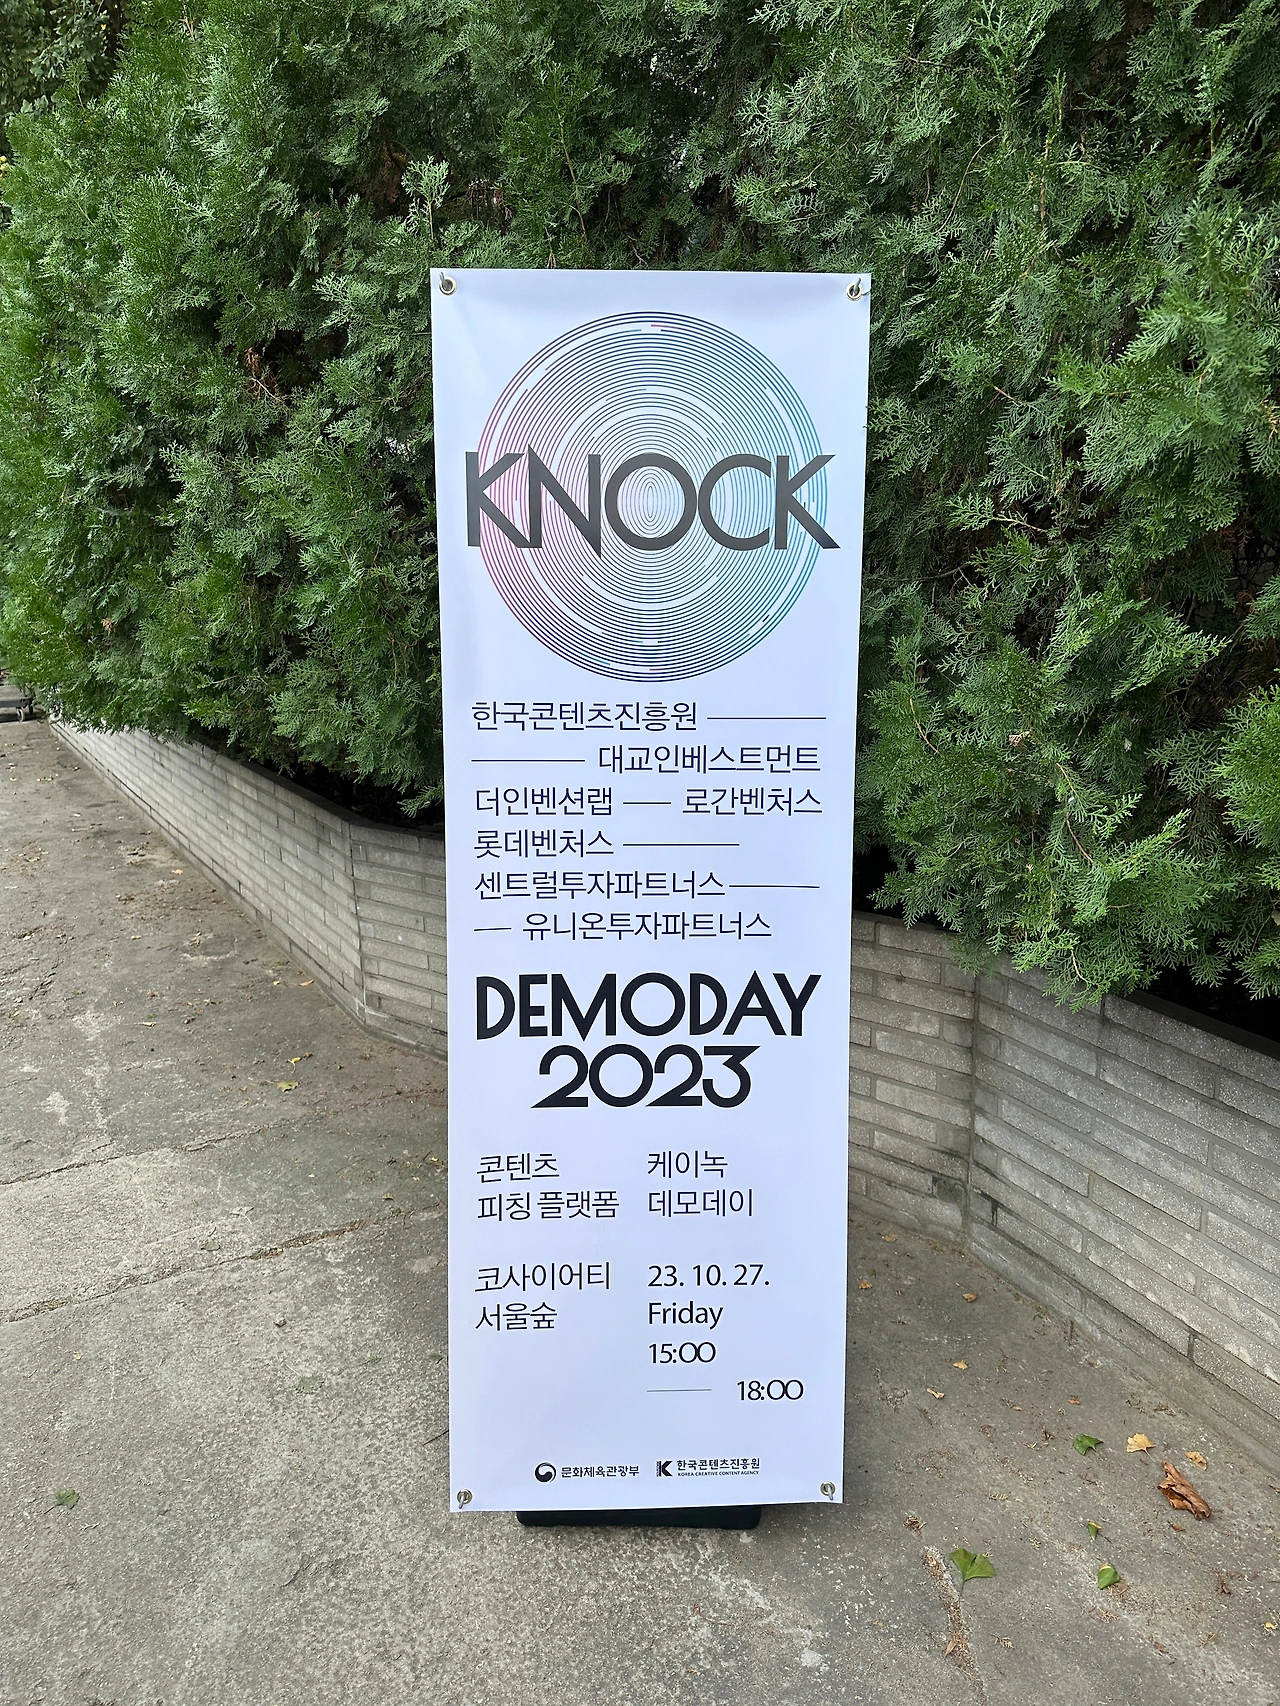 KNOCK
한국콘텐츠진흥원
대교인베스트먼트
더인벤션랩 로간벤처스
롯데벤처스
센트럴투자파트너스
유니온투자파트너스
DEMODAY
2023
콘텐츠 케이녹
피칭 플랫폼 데모데이
코사이어티 23. 10. 27.
서울숲 Friday
15:00
18:00
문화체육관광부 한국콘텐츠진흥원
KOREA CREATIVE CONTENT AGENCY